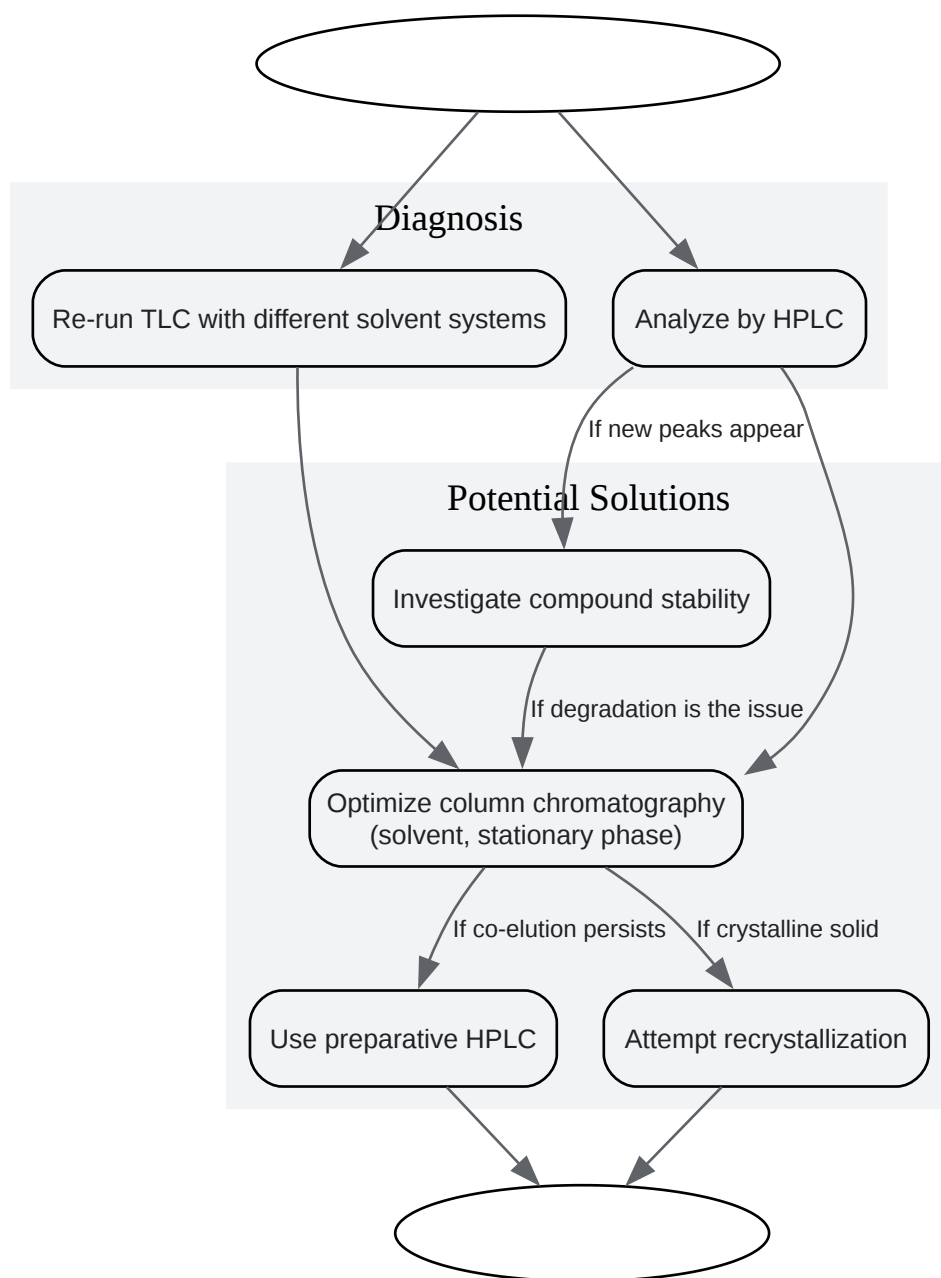 Diagnosis
Re-run TLC with different solvent systems
Analyze by HPLC
If new peaks appear
Potential Solutions
Investigate compound stability
If degradation is the issue
Optimize column chromatography
(solvent, stationary phase)
If co-elution persists
If crystalline solid
Use preparative HPLC
Attempt recrystallization